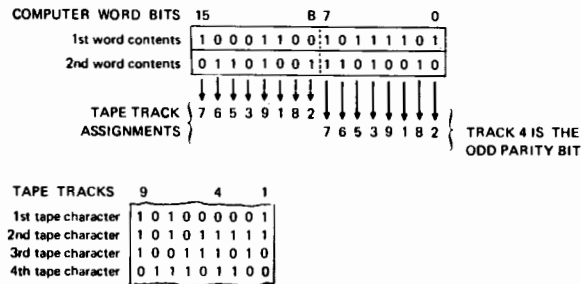 COMPUTER WORD BITS 15 B 7 0
1st word contents 1 0 0 0 1 1 0 0 1 0 1 1 1 1 0 1
2nd word contents 0 1 1 0 1 0 0 1 1 1 0 1 0 0 1 0
TAPE TRACK ASSIGNMENTS
7 6 5 3 9 1 8 2
7 6 5 3 9 1 8 2
TRACK 4 IS THE
ODD PARITY BIT
TAPE TRACKS 9 4 1
1st tape character 1 0 1 0 0 0 0 0 1
2nd tape character 1 0 1 0 1 1 1 1 1
3rd tape character 1 0 0 1 1 1 0 1 0
4th tape character 0 1 1 1 0 1 1 0 0